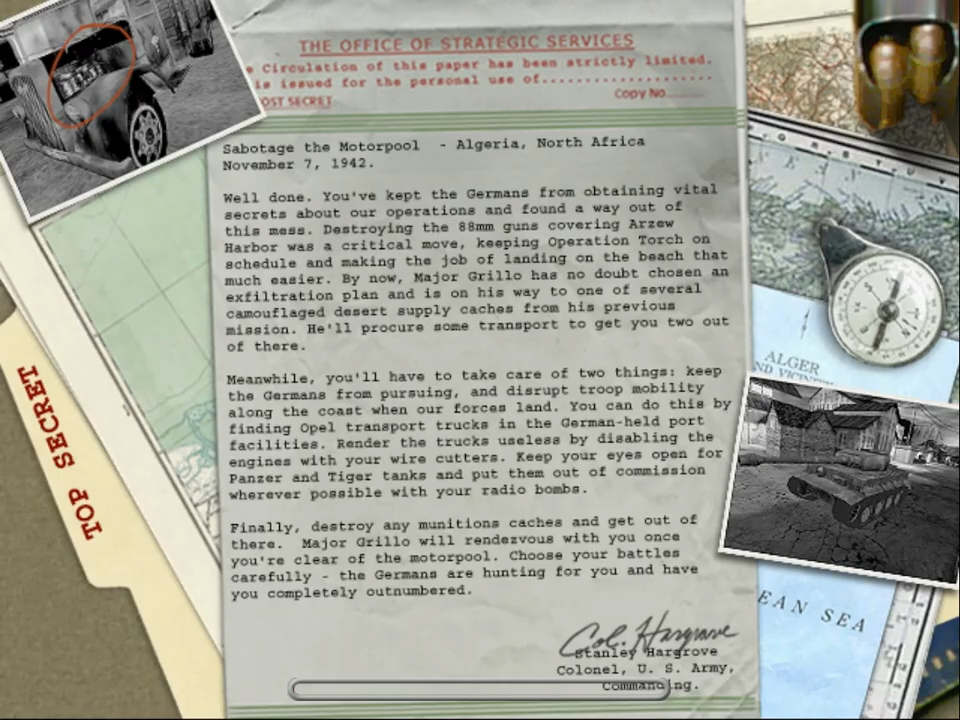 THE OFFICE OF STRATEGIC SERVICES
e Circulation of this paper has been strictly limited.
is issued for the personal use of......................
OST SECRET
Copy No.......
Sabotage the Motorpool - Algeria, North Africa
November 7, 1942.
Well done. You've kept the Germans from obtaining vital
secrets about our operations and found a way out of
this mess. Destroying the 88mm guns covering Arzew
Harbor was a critical move, keeping Operation Torch on
schedule and making the job of landing on the beach that
much easier. By now, Major Grillo has no doubt chosen an
exfiltration plan and is on his way to one of several
camouflaged desert supply caches from his previous
mission. He'll procure some transport to get you two out
of there.
Meanwhile, you'll have to take care of two things: keep
the Germans from pursuing, and disrupt troop mobility
along the coast when our forces land. You can do this by
finding Opel transport trucks in the German-held port
facilities. Render the trucks useless by disabling the
engines with your wire cutters. Keep your eyes open for
Panzer and Tiger tanks and put them out of commission
wherever possible with your radio bombs.
Finally, destroy any munitions caches and get out of
there. Major Grillo will rendezvous with you once
you're clear of the motorpool. Choose your battles
carefully - the Germans are hunting for you and have
you completely outnumbered.
Col. Hargrove
Stanley Hargrove
Colonel, U. S. Army,
Commanding.
TOP SECRET
ALGER
ND VICINITY
EAN SEA